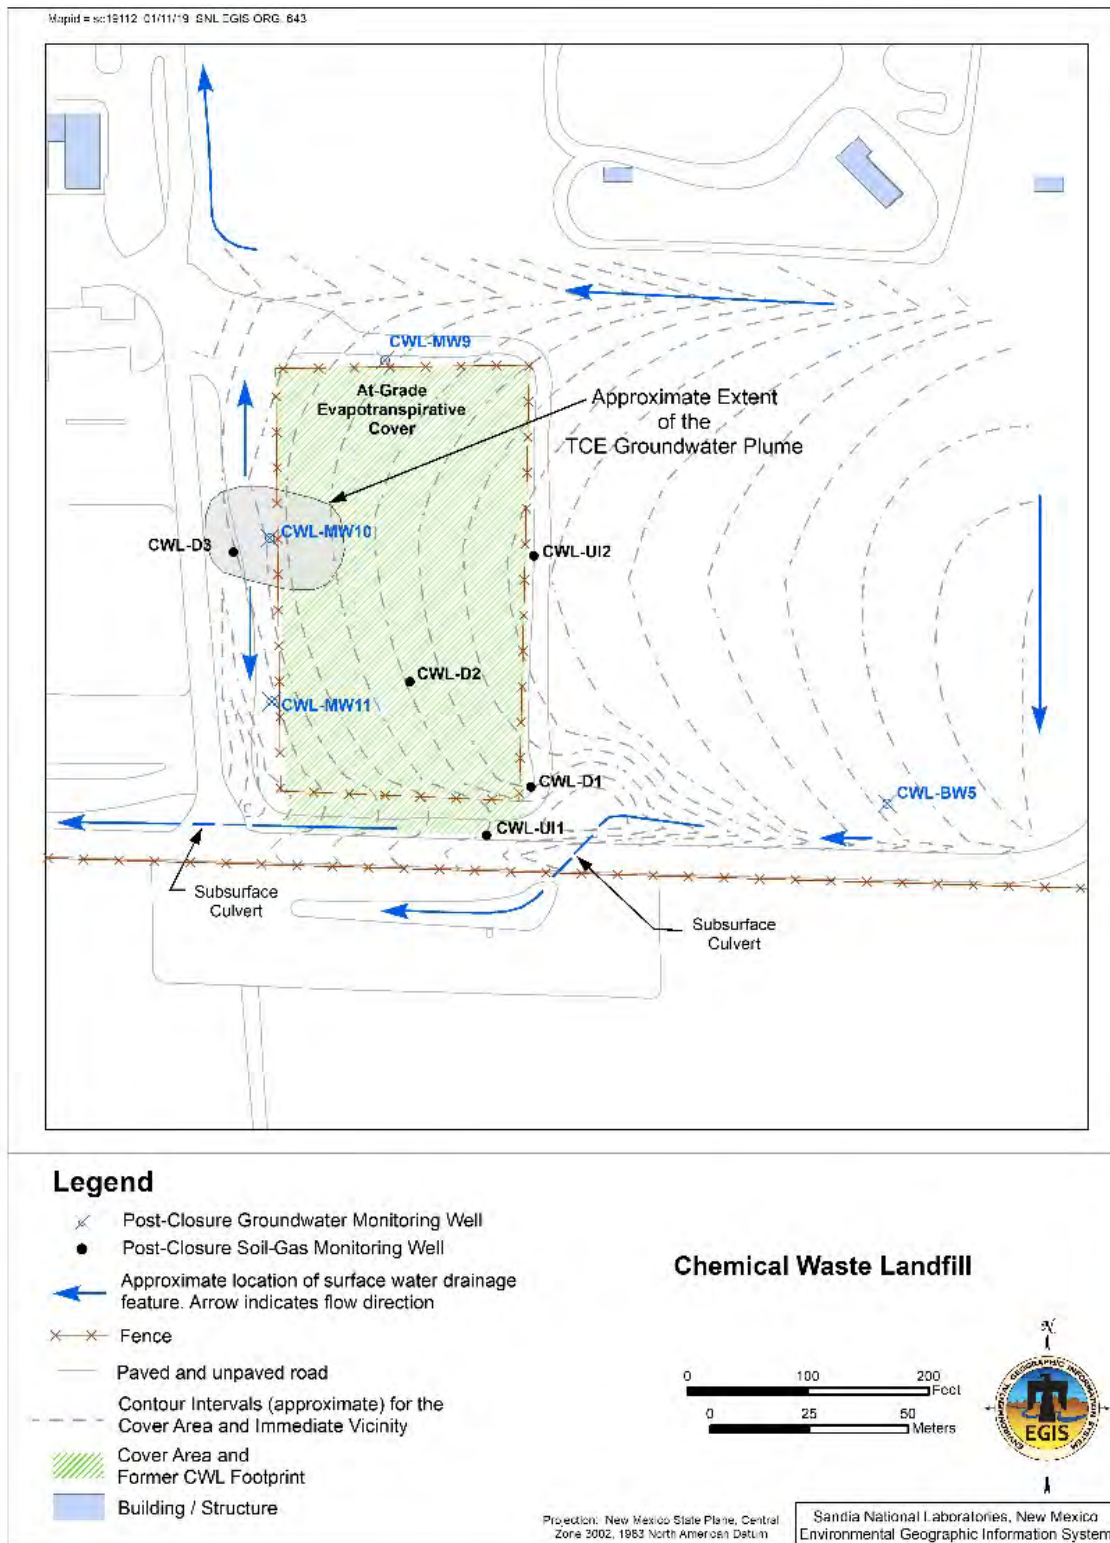 Mapid = sc19112 01/11/19 SNL EGIS ORG. 643
CWL-MW9
At-Grade
Evapotranspirative
Cover
Approximate Extent
of the
TCE Groundwater Plume
CWL-MW10
CWL-D3
CWL-UI2
CWL-D2
CWL-MW11
CWL-D1
CWL-BW5
CWL-UI1
Subsurface
Culvert
Subsurface
Culvert
Legend
Post-Closure Groundwater Monitoring Well
Post-Closure Soil-Gas Monitoring Well
Approximate location of surface water drainage
feature. Arrow indicates flow direction
Fence
Paved and unpaved road
Contour Intervals (approximate) for the
Cover Area and Immediate Vicinity
Cover Area and
Former CWL Footprint
Building / Structure
Chemical Waste Landfill
0 100 200
Feet
0 25 50
Meters
N
ENVIRONMENTAL GEOGRAPHIC INFORMATION SYSTEM
EGIS
Projection: New Mexico State Plane, Central
Zone 3002, 1983 North American Datum
Sandia National Laboratories, New Mexico
Environmental Geographic Information System